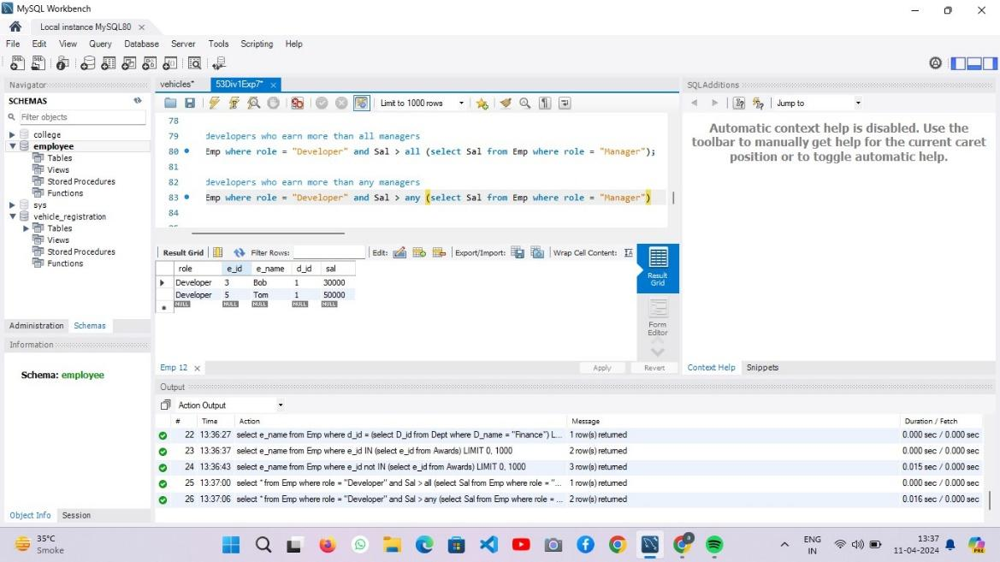 MySQL Workbench
Local instance MySQL80
File Edit View Query Database Server Tools Scripting Help
Navigator
SCHEMAS
Filter objects
college
employee
Tables
Views
Stored Procedures
Functions
sys
vehicle_registration
Tables
Views
Stored Procedures
Functions
Administration Schemas
Information
Schema: employee
Object Info Session
vehicles* 53Div1Exp7*
Limit to 1000 rows
78
79 developers who earn more than all managers
80 Emp where role = "Developer" and Sal > all (select Sal from Emp where role = "Manager");
81
82 developers who earn more than any managers
83 Emp where role = "Developer" and Sal > any (select Sal from Emp where role = "Manager")
84
Result Grid Filter Rows: Edit: Export/Import: Wrap Cell Content:
role e_id e_name d_id sal
Developer 3 Bob 1 30000
Developer 5 Tom 1 50000
NULL NULL NULL NULL NULL
Result Grid
Form Editor
Emp 12 Apply Revert
SQLAdditions
Jump to
Automatic context help is disabled. Use the
toolbar to manually get help for the current caret
position or to toggle automatic help.
Context Help Snippets
Output
Action Output
# Time Action Message Duration / Fetch
22 13:36:27 select e_name from Emp where d_id = (select D_id from Dept where D_name = "Finance") L... 1 row(s) returned 0.000 sec / 0.000 sec
23 13:36:37 select e_name from Emp where e_id IN (select e_id from Awards) LIMIT 0, 1000 2 row(s) returned 0.000 sec / 0.000 sec
24 13:36:43 select e_name from Emp where e_id not IN (select e_id from Awards) LIMIT 0, 1000 3 row(s) returned 0.015 sec / 0.000 sec
25 13:37:00 select * from Emp where role = "Developer" and Sal > all (select Sal from Emp where role = "... 1 row(s) returned 0.000 sec / 0.000 sec
26 13:37:06 select * from Emp where role = "Developer" and Sal > any (select Sal from Emp where role = ... 2 row(s) returned 0.016 sec / 0.000 sec
35°C
Smoke
ENG
IN
13:37
11-04-2024